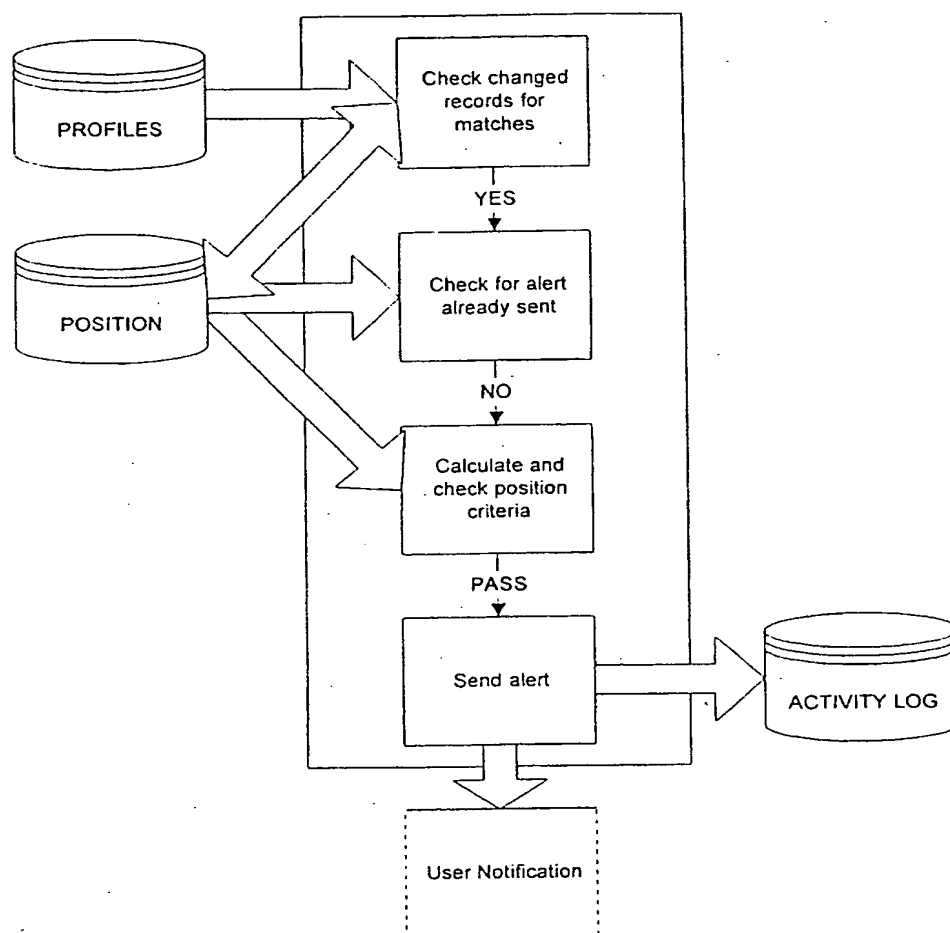 Check changed
records for
matches
PROFILES
YES
Check for alert
already sent
POSITION
NO
Calculate and
check position
criteria
PASS
Send alert
ACTIVITY LOG
User Notification